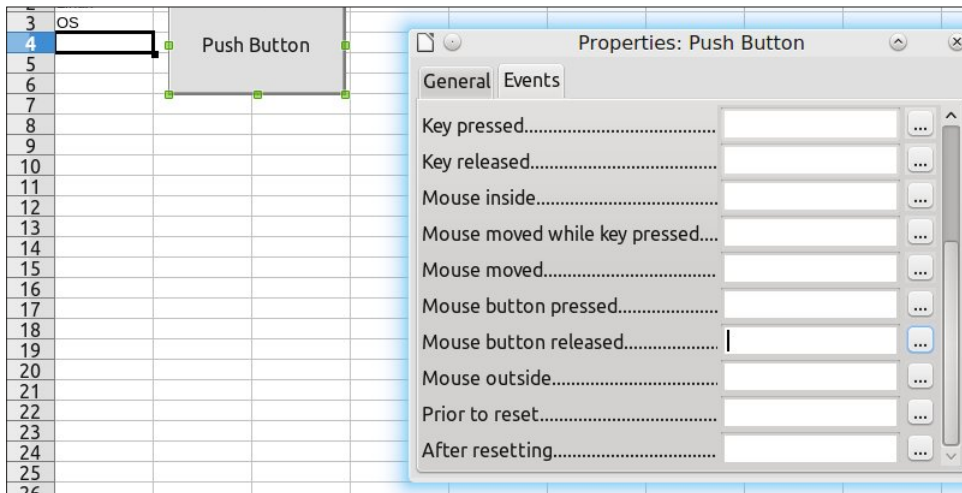 3 OS
4
Push Button
5
6
7
8
9
10
11
12
13
14
15
16
17
18
19
20
21
22
23
24
25
26
Properties: Push Button
General Events
Key pressed........................................ ...
Key released....................................... ...
Mouse inside...................................... ...
Mouse moved while key pressed.... ...
Mouse moved..................................... ...
Mouse button pressed...................... ...
Mouse button released.................... ...
Mouse outside................................... ...
Prior to reset...................................... ...
After resetting................................... ...